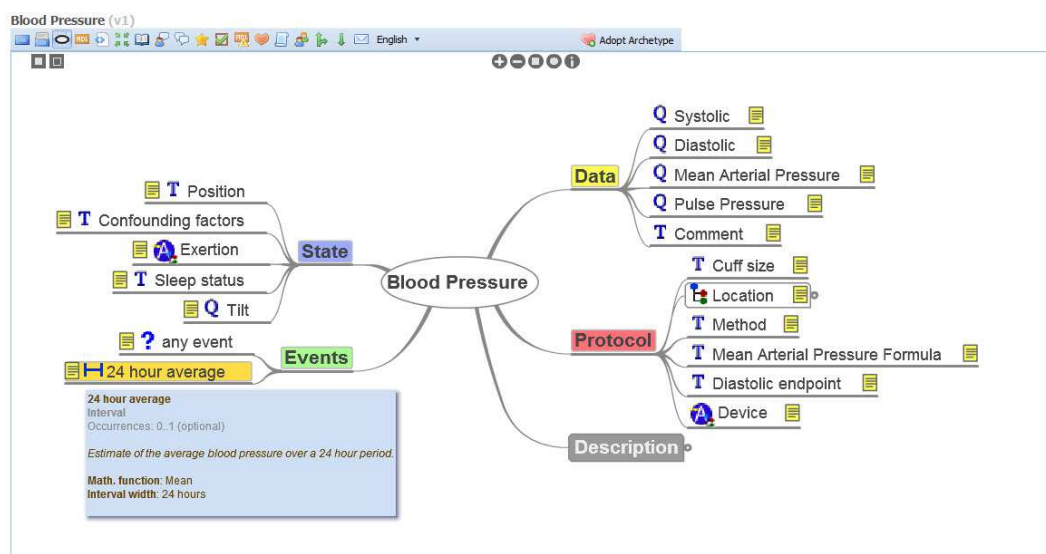 Blood Pressure (v1)
English
Adopt Archetype
Q Systolic
Q Diastolic
Data
Q Mean Arterial Pressure
T Position
Q Pulse Pressure
T Confounding factors
T Comment
A Exertion
State
T Cuff size
T Sleep status
Blood Pressure
Location
Q Tilt
T Method
? any event
Protocol
Events
T Mean Arterial Pressure Formula
24 hour average
T Diastolic endpoint
24 hour average
Interval
Occurrences: 0..1 (optional)
A Device
Description
Estimate of the average blood pressure over a 24 hour period.
Math. function: Mean
Interval width: 24 hours